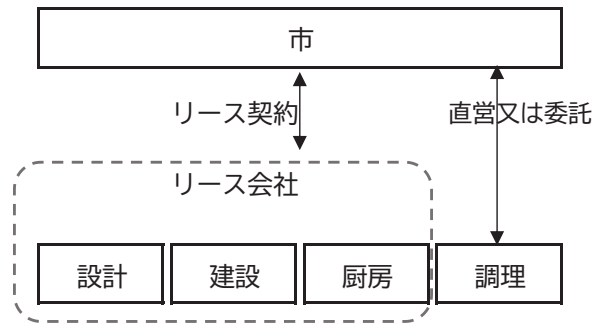 市
リース契約
直営又は委託
リース会社
設計
建設
厨房
調理